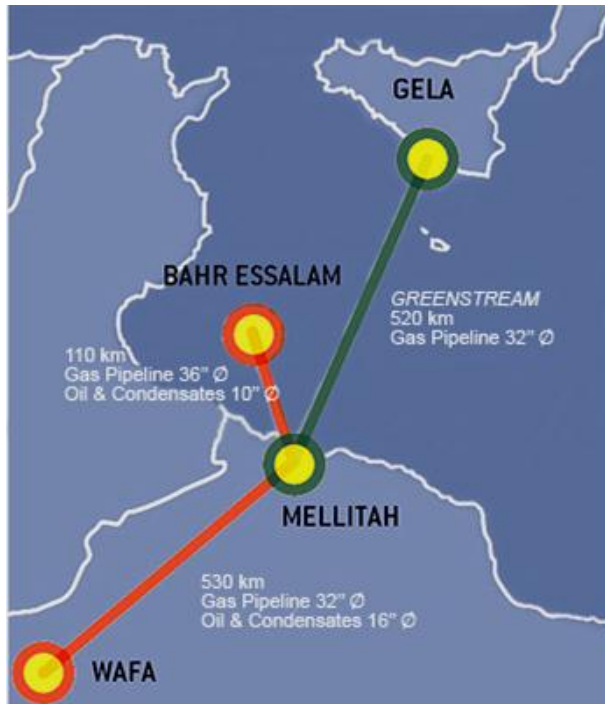 GELA
BAHR ESSALAM
GREENSTREAM
520 km
Gas Pipeline 32" Ø
110 km
Gas Pipeline 36" Ø
Oil & Condensates 10" Ø
MELLITAH
530 km
Gas Pipeline 32" Ø
Oil & Condensates 16" Ø
WAFA